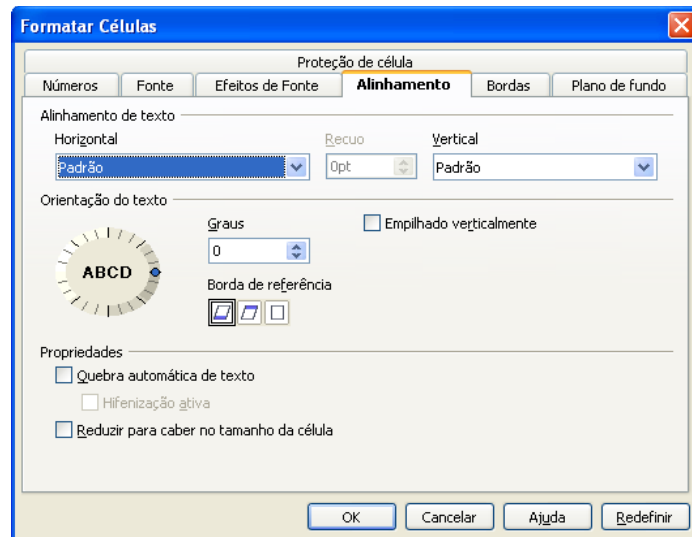 Formatar Células
Proteção de célula
Números Fonte Efeitos de Fonte Alinhamento Bordas Plano de fundo
Alinhamento de texto
Horizontal Recuo Vertical
Padrão 0pt Padrão
Orientação do texto
Graus Empilhado verticalmente
0
ABCD
Borda de referência
Propriedades
Quebra automática de texto
Hifenização ativa
Reduzir para caber no tamanho da célula
OK Cancelar Ajuda Redefinir